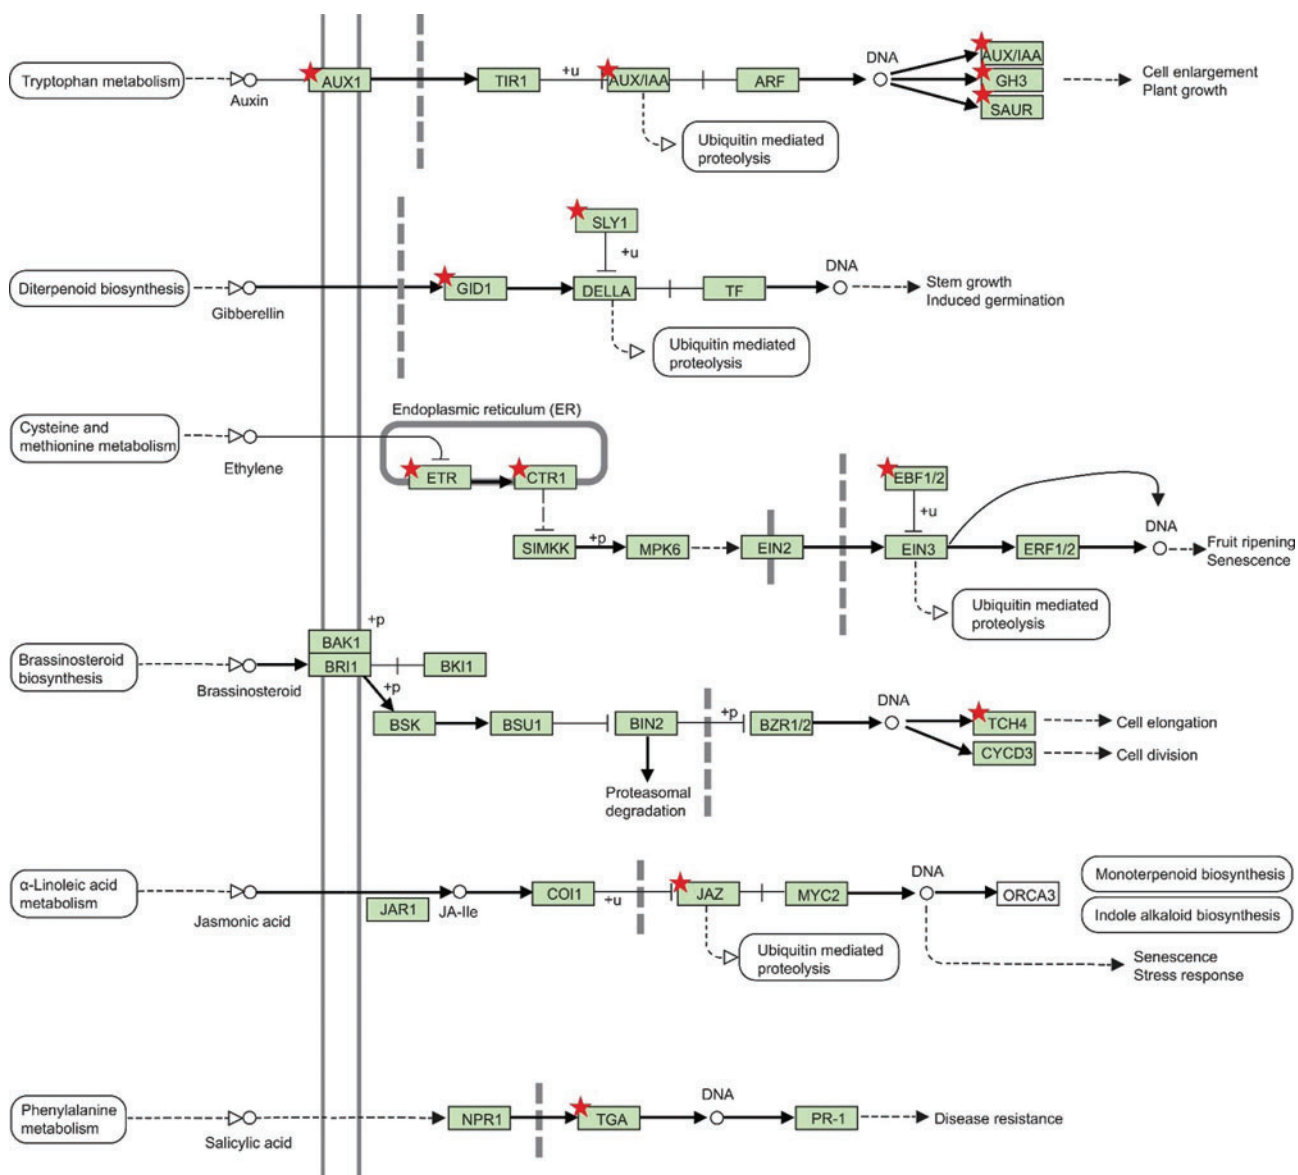 Tryptophan metabolism
Auxin
AUX1
TIR1
+u
AUX/IAA
ARF
DNA
AUX/IAA
GH3
SAUR
Cell enlargement
Plant growth
Ubiquitin mediated
proteolysis
SLY1
+u
Diterpenoid biosynthesis
Gibberellin
GID1
DELLA
TF
DNA
Stem growth
Induced germination
Ubiquitin mediated
proteolysis
Endoplasmic reticulum (ER)
Cysteine and
methionine metabolism
Ethylene
ETR
CTR1
EBF1/2
+u
SIMKK
+p
MPK6
EIN2
EIN3
ERF1/2
DNA
Fruit ripening
Senescence
Ubiquitin mediated
proteolysis
+p
BAK1
Brassinosteroid
biosynthesis
Brassinosteroid
BRI1
BKI1
+p
BSK
BSU1
BIN2
+p
BZR1/2
DNA
TCH4
Cell elongation
CYCD3
Cell division
Proteasomal
degradation
α-Linoleic acid
metabolism
Jasmonic acid
JAR1
JA-Ile
COI1
+u
JAZ
MYC2
DNA
ORCA3
Monoterpenoid biosynthesis
Indole alkaloid biosynthesis
Ubiquitin mediated
proteolysis
Senescence
Stress response
Phenylalanine
metabolism
Salicylic acid
NPR1
TGA
DNA
PR-1
Disease resistance